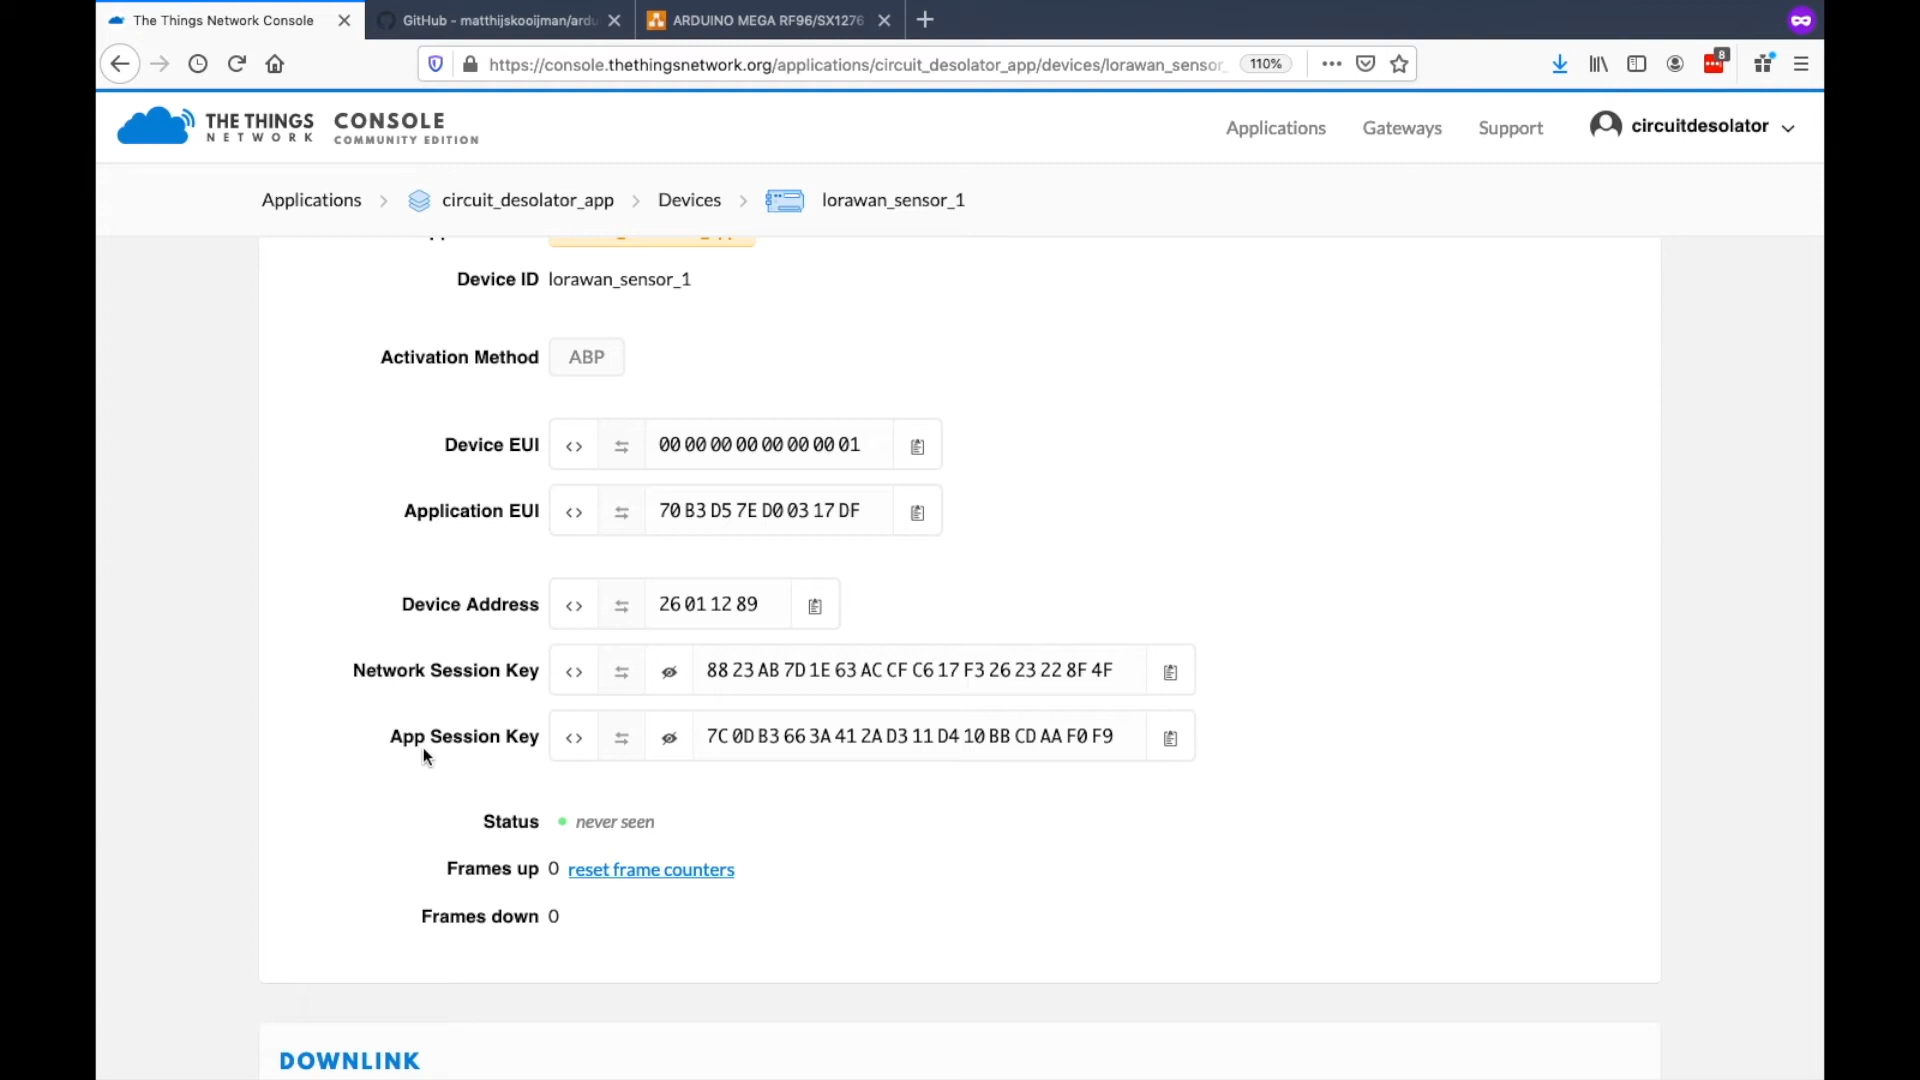 The Things Network Console
GitHub - matthijskooijman/ardu
ARDUINO MEGA RF96/SX1276
https://console.thethingsnetwork.org/applications/circuit_desolator_app/devices/lorawan_sensor_
110%
8
THE THINGS
NETWORK
CONSOLE
COMMUNITY EDITION
Applications
Gateways
Support
circuitdesolator
Applications
circuit_desolator_app
Devices
lorawan_sensor_1
Device ID lorawan_sensor_1
Activation Method ABP
Device EUI <> 00 00 00 00 00 00 00 01
Application EUI <> 70 B3 D5 7E D0 03 17 DF
Device Address <> 26 01 12 89
Network Session Key <> 88 23 AB 7D 1E 63 AC CF C6 17 F3 26 23 22 8F 4F
App Session Key <> 7C 0D B3 66 3A 41 2A D3 11 D4 10 BB CD AA F0 F9
Status never seen
Frames up 0 reset frame counters
Frames down 0
DOWNLINK